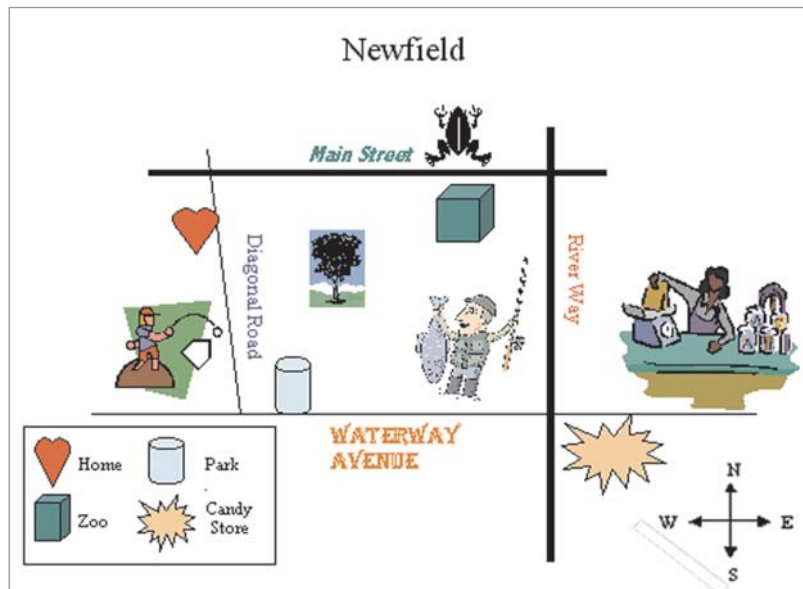 Newfield
Main Street
Diagonal Road
River Way
WATERWAY
AVENUE
Home
Park
Zoo
Candy
Store
N
W
E
S